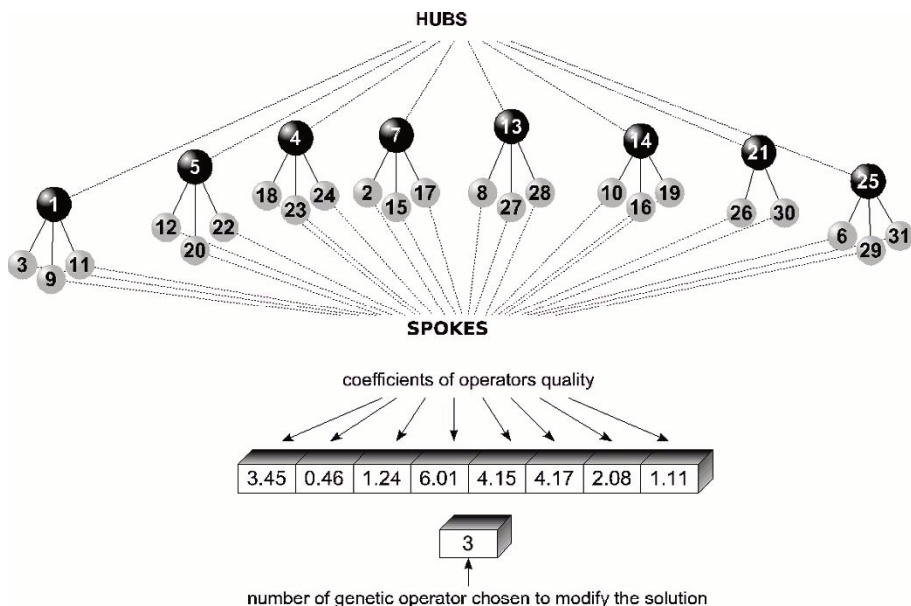 HUBS
1 5 4 7 13 14 21 25
3 9 11 12 20 22 18 23 24 2 15 17 8 27 28 10 16 19 26 30 6 29 31
SPOKES
coefficients of operators quality
3.45 0.46 1.24 6.01 4.15 4.17 2.08 1.11
3
number of genetic operator chosen to modify the solution